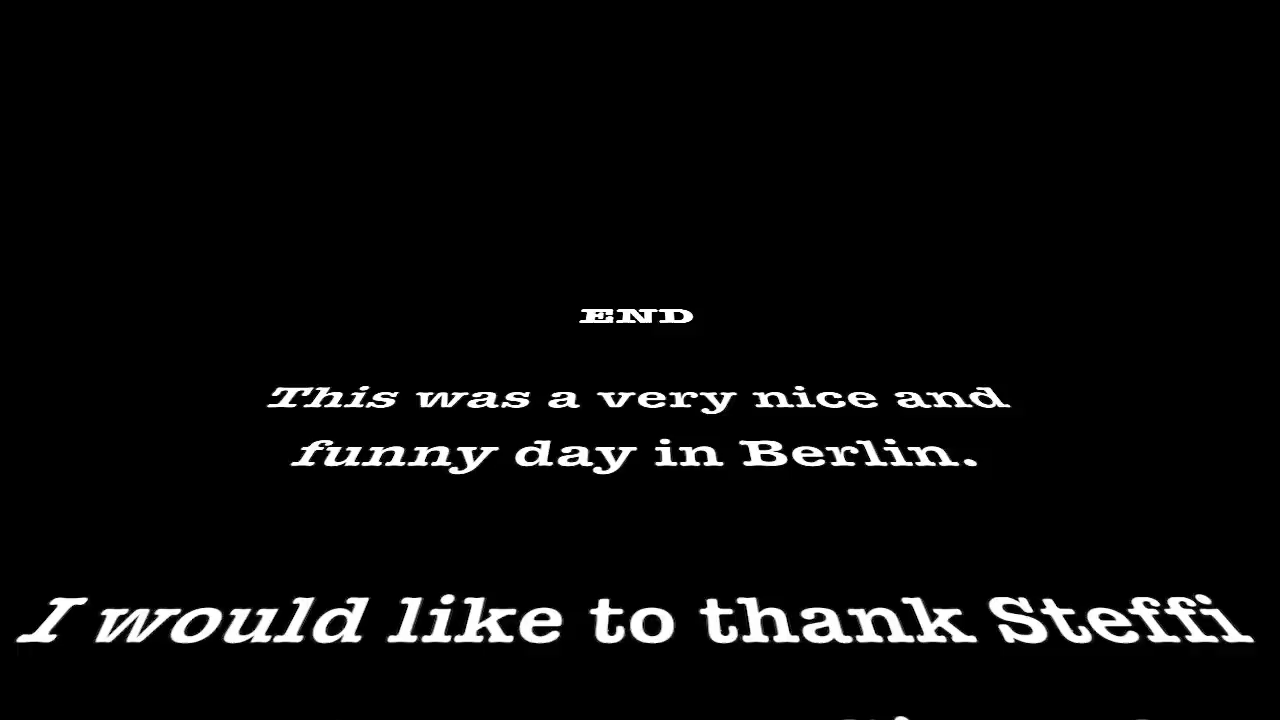 END
This was a very nice and
funny day in Berlin.
I would like to thank Steffi